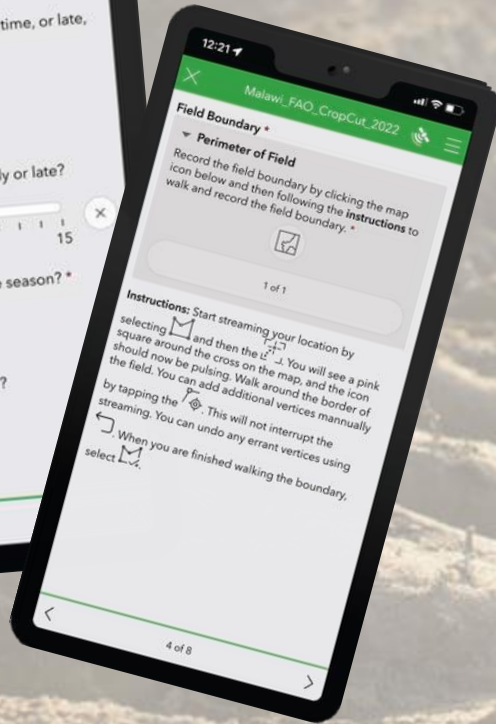 time, or late,
ly or late?
15
season? *
?
12:21
Malawi_FAO_CropCut_2022
Field Boundary *
Perimeter of Field
Record the field boundary by clicking the map
icon below and then following the instructions to
walk and record the field boundary. *
1 of 1
Instructions: Start streaming your location by
selecting and then the . You will see a pink
square around the cross on the map, and the icon
should now be pulsing. Walk around the border of
the field. You can add additional vertices mannually
by tapping the . This will not interrupt the
streaming. You can undo any errant vertices using
. When you are finished walking the boundary,
select .
4 of 8